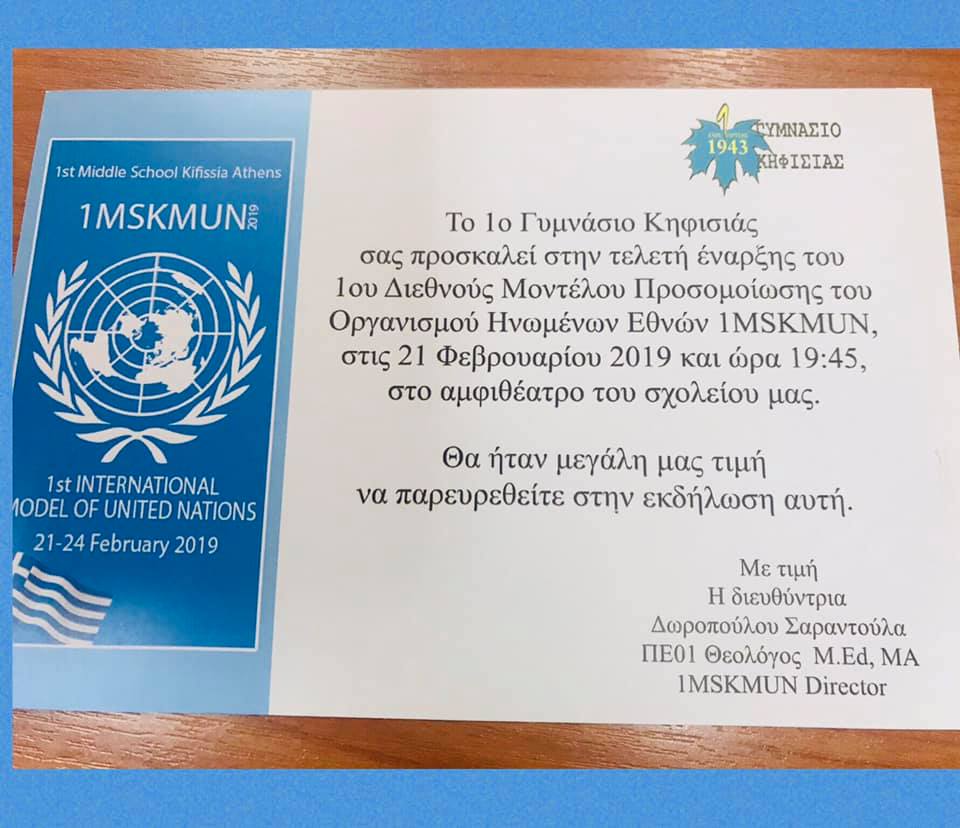 1st Middle School Kifissia Athens
1MSKMUN 2019
1st INTERNATIONAL
MODEL OF UNITED NATIONS
21-24 February 2019
1
1943
ΓΥΜΝΑΣΙΟ
ΚΗΦΙΣΙΑΣ
Το 1ο Γυμνάσιο Κηφισιάς
σας προσκαλεί στην τελετή έναρξης του
1ου Διεθνούς Μοντέλου Προσομοίωσης του
Οργανισμού Ηνωμένων Εθνών 1MSKMUN,
στις 21 Φεβρουαρίου 2019 και ώρα 19:45,
στο αμφιθέατρο του σχολείου μας.
Θα ήταν μεγάλη μας τιμή
να παρευρεθείτε στην εκδήλωση αυτή.
Με τιμή
Η διευθύντρια
Δωροπούλου Σαραντούλα
ΠΕ01 Θεολόγος M.Ed, MA
1MSKMUN Director